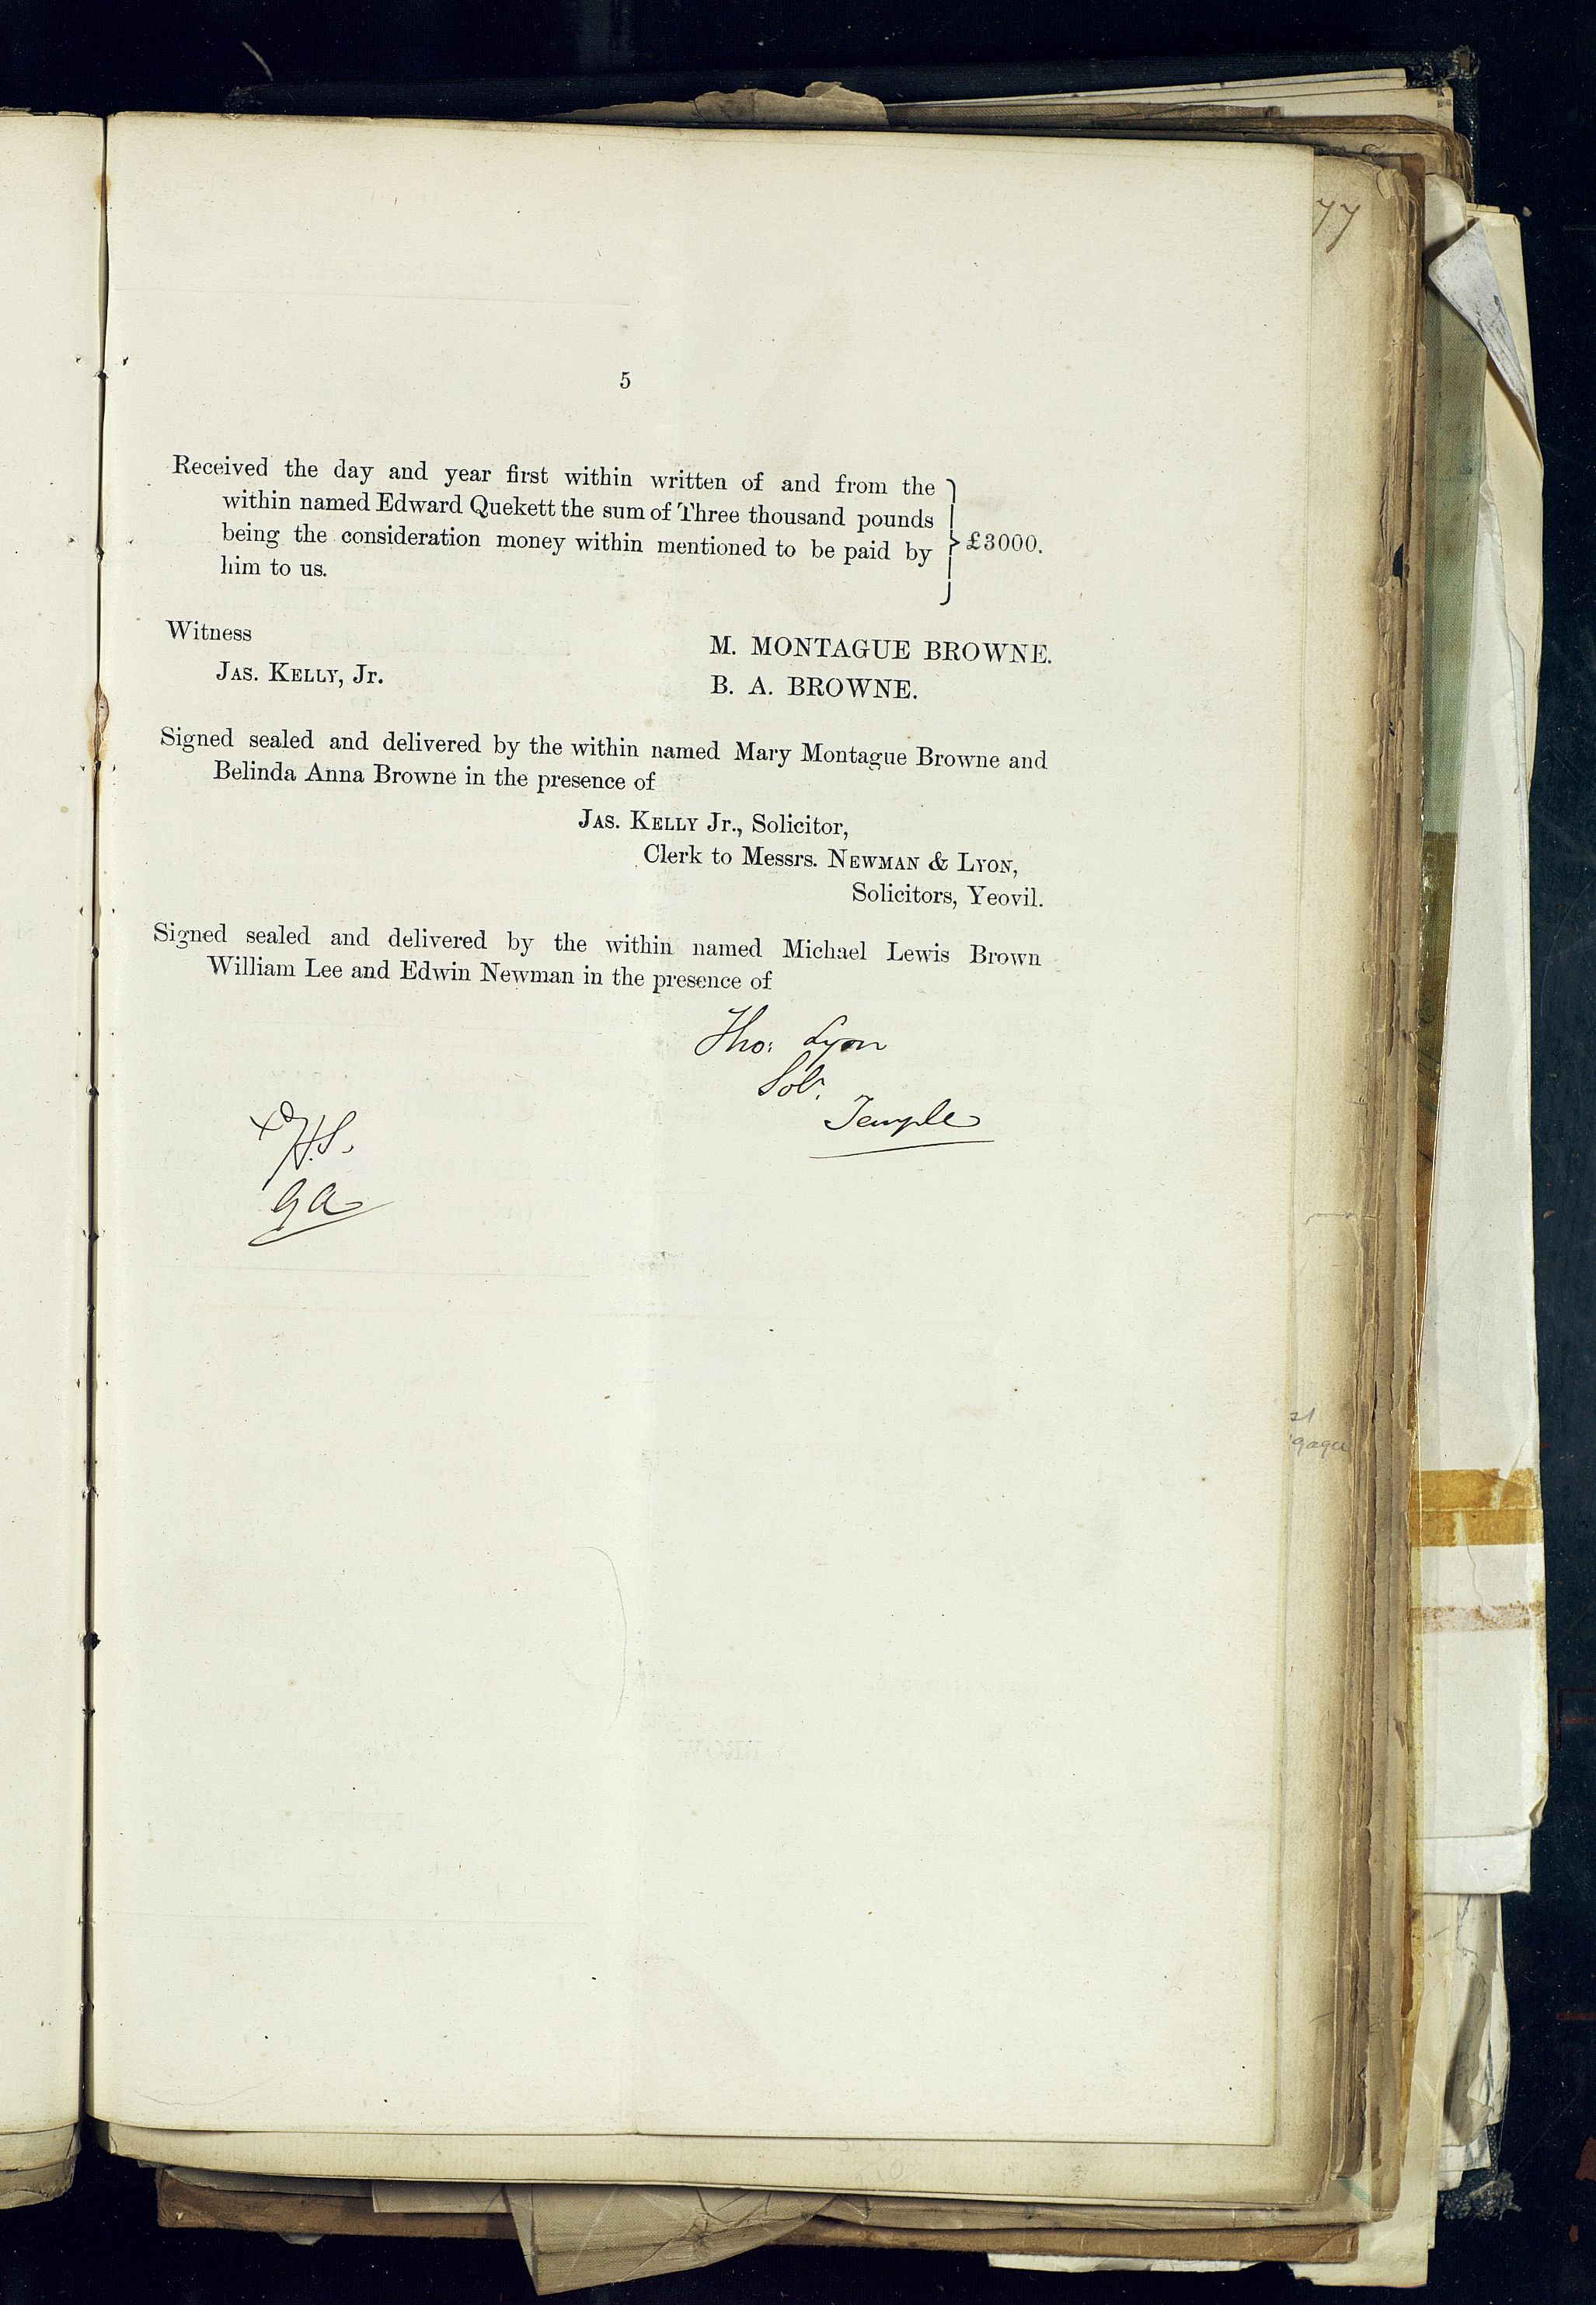 77
5
Received the day and year first within written of and from the
within named Edward Quekett the sum of Three thousand pounds
being the consideration money within mentioned to be paid by
him to us.
£3000.
Witness
Jas. Kelly, Jr.
M. MONTAGUE BROWNE.
B. A. BROWNE.
Signed sealed and delivered by the within named Mary Montague Browne and
Belinda Anna Browne in the presence of
Jas. Kelly Jr., Solicitor,
Clerk to Messrs. Newman & Lyon,
Solicitors, Yeovil.
Signed sealed and delivered by the within named Michael Lewis Brown
William Lee and Edwin Newman in the presence of
Tho: Lyon
Solr.
Temple
Xd
H.S.